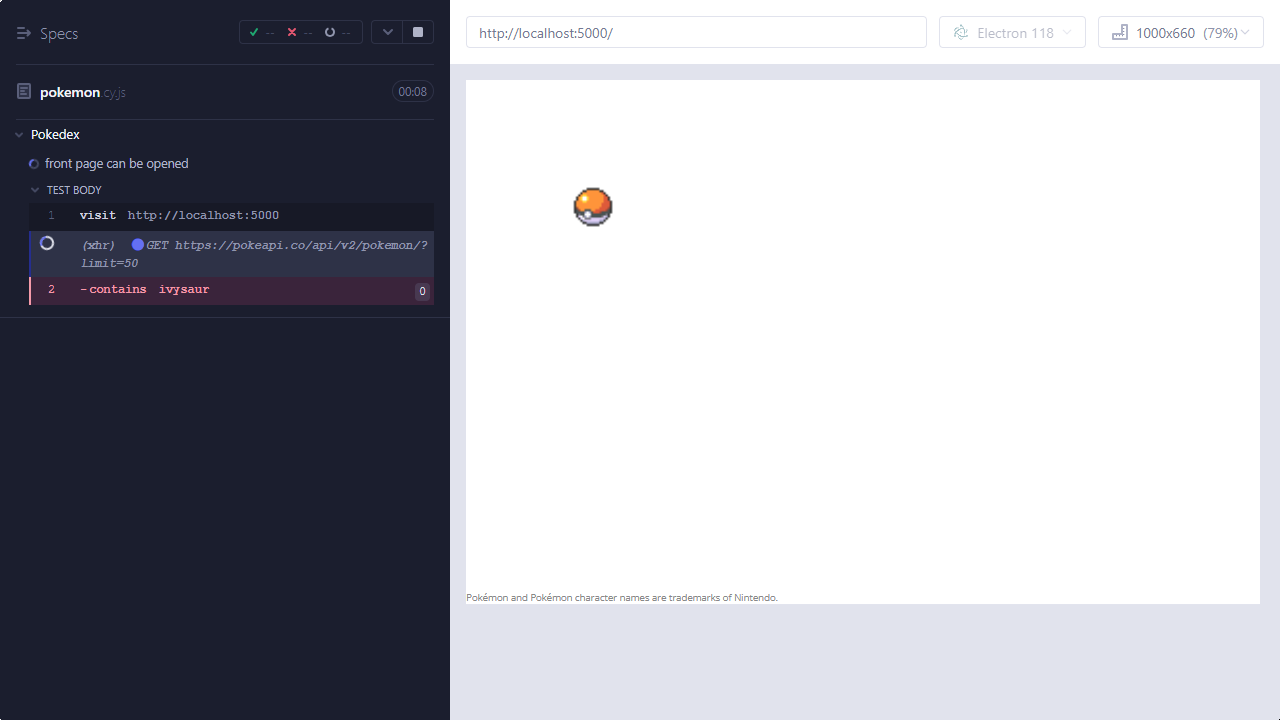 Specs
-- -- --
pokemon.cy.js
00:08
Pokedex
front page can be opened
TEST BODY
1 visit http://localhost:5000
(xhr) GET https://pokeapi.co/api/v2/pokemon/?
limit=50
2 -contains ivysaur 0
http://localhost:5000/
Electron 118
1000x660 (79%)
Pokémon and Pokémon character names are trademarks of Nintendo.